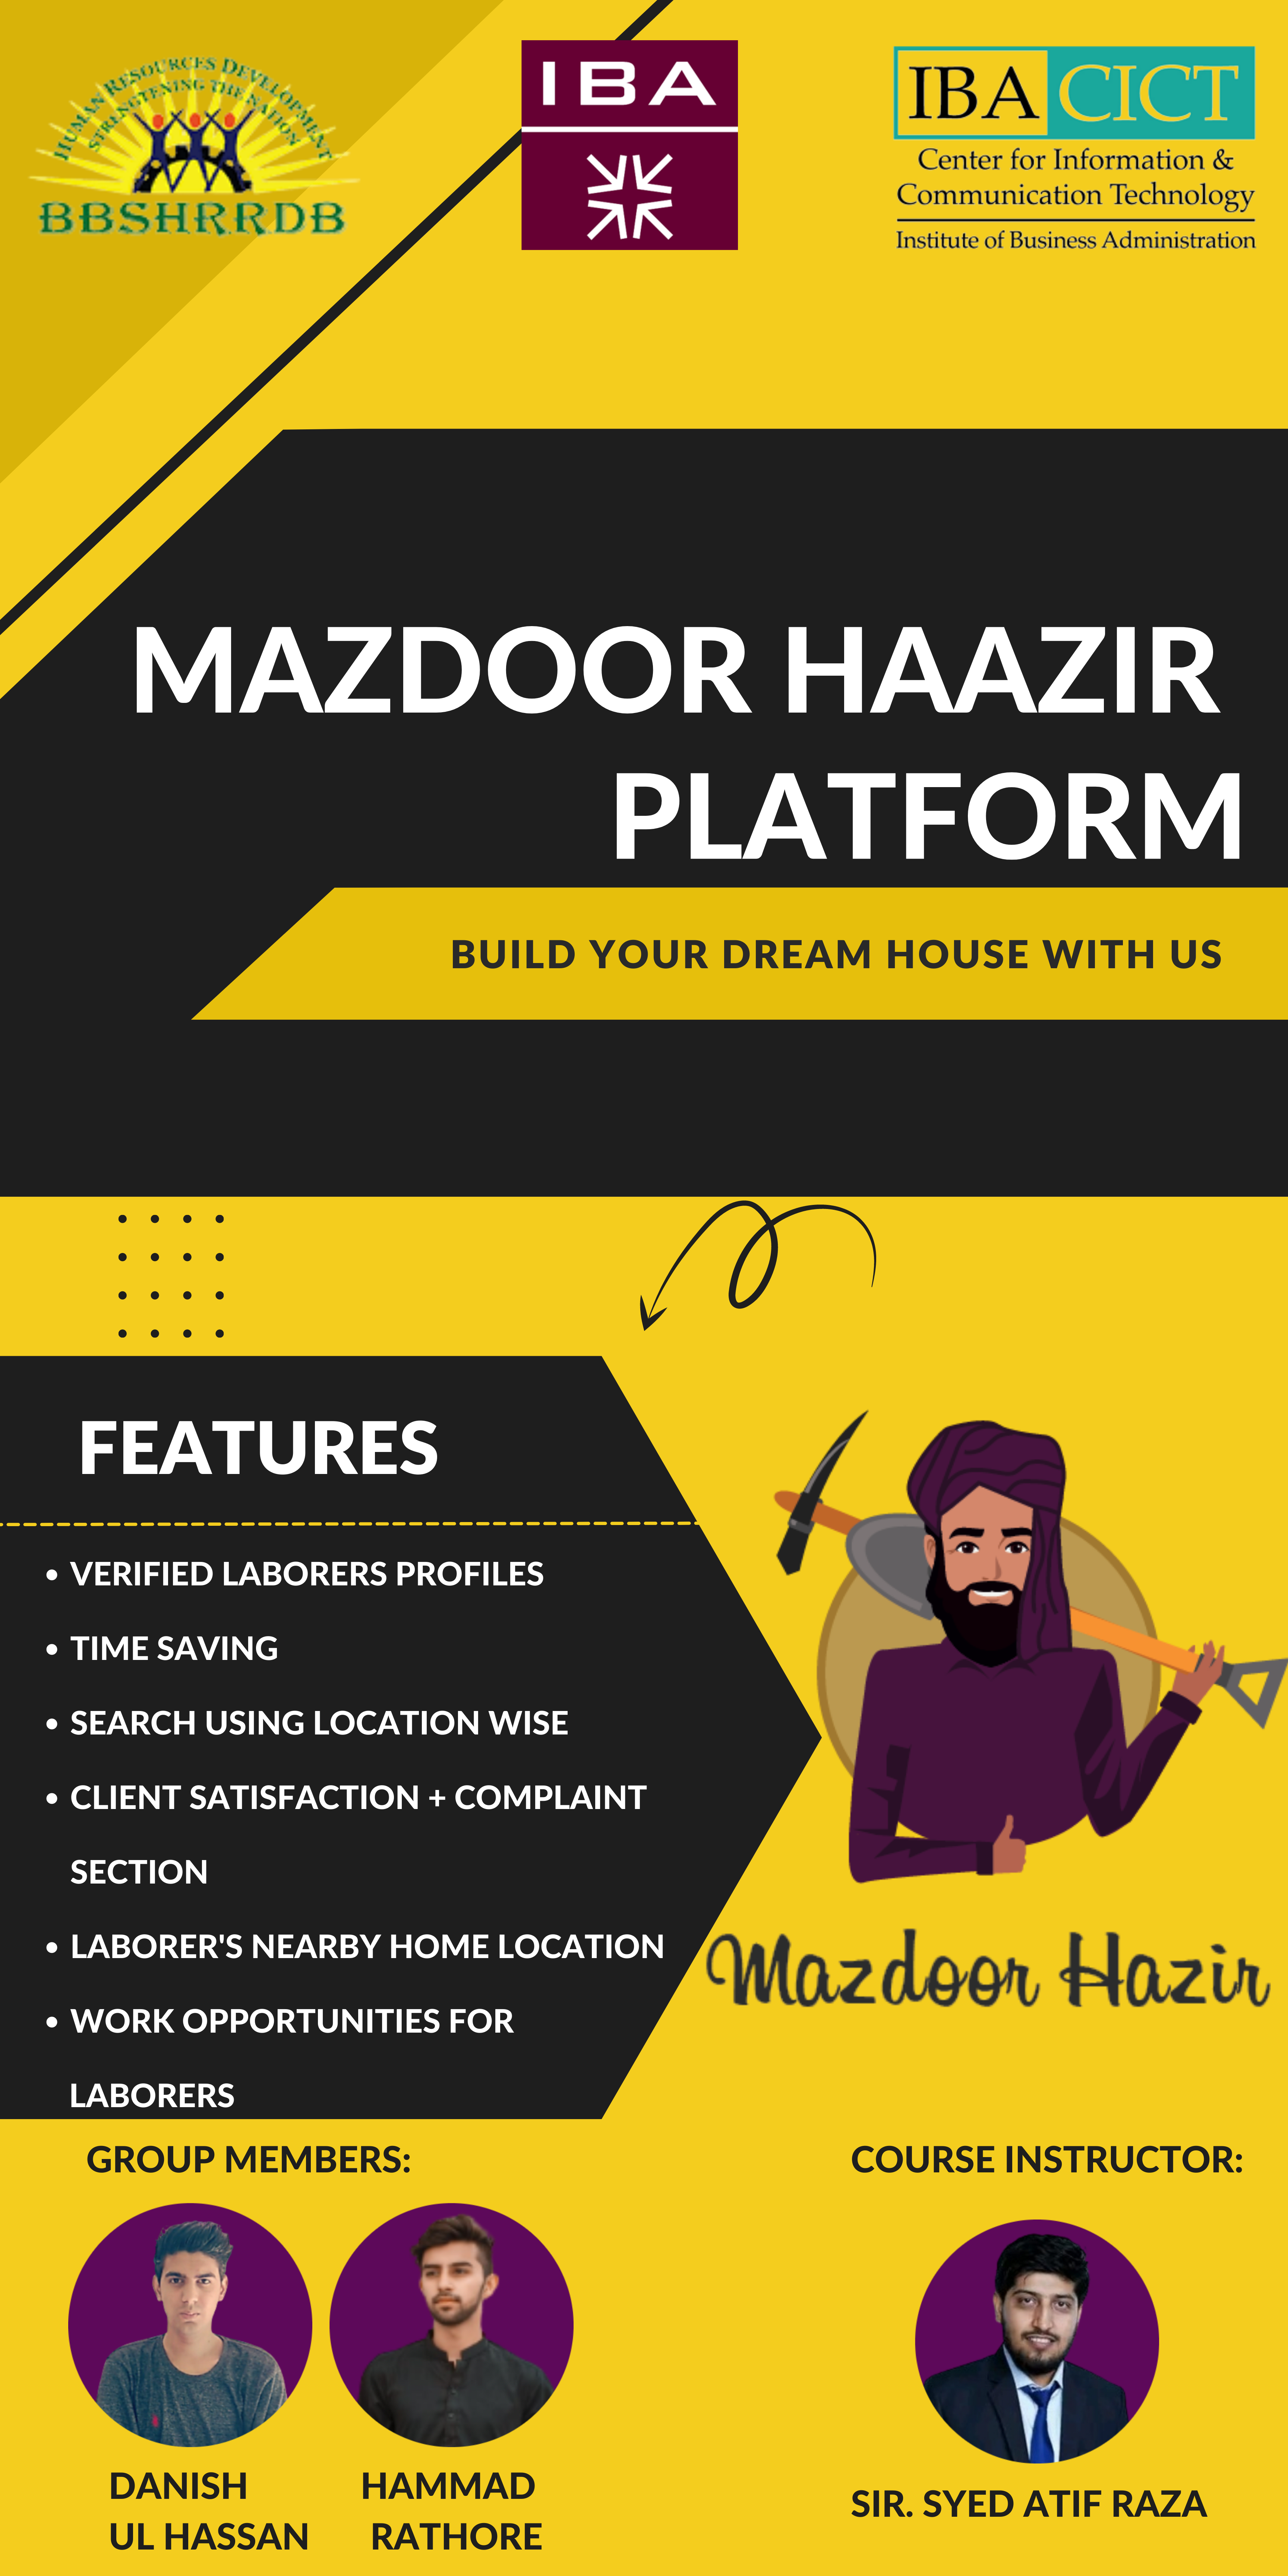 HUMAN RESOURCES DEVELOPMENT
STRENGTENING THE NATION
BBSHRRDB
IBA
IBA CICT
Center for Information &
Communication Technology
Institute of Business Administration
MAZDOOR HAAZIR
PLATFORM
BUILD YOUR DREAM HOUSE WITH US
FEATURES
• VERIFIED LABORERS PROFILES
• TIME SAVING
• SEARCH USING LOCATION WISE
• CLIENT SATISFACTION + COMPLAINT
SECTION
• LABORER'S NEARBY HOME LOCATION
• WORK OPPORTUNITIES FOR
LABORERS
Mazdoor Hazir
GROUP MEMBERS:
DANISH
UL HASSAN
HAMMAD
RATHORE
COURSE INSTRUCTOR:
SIR. SYED ATIF RAZA